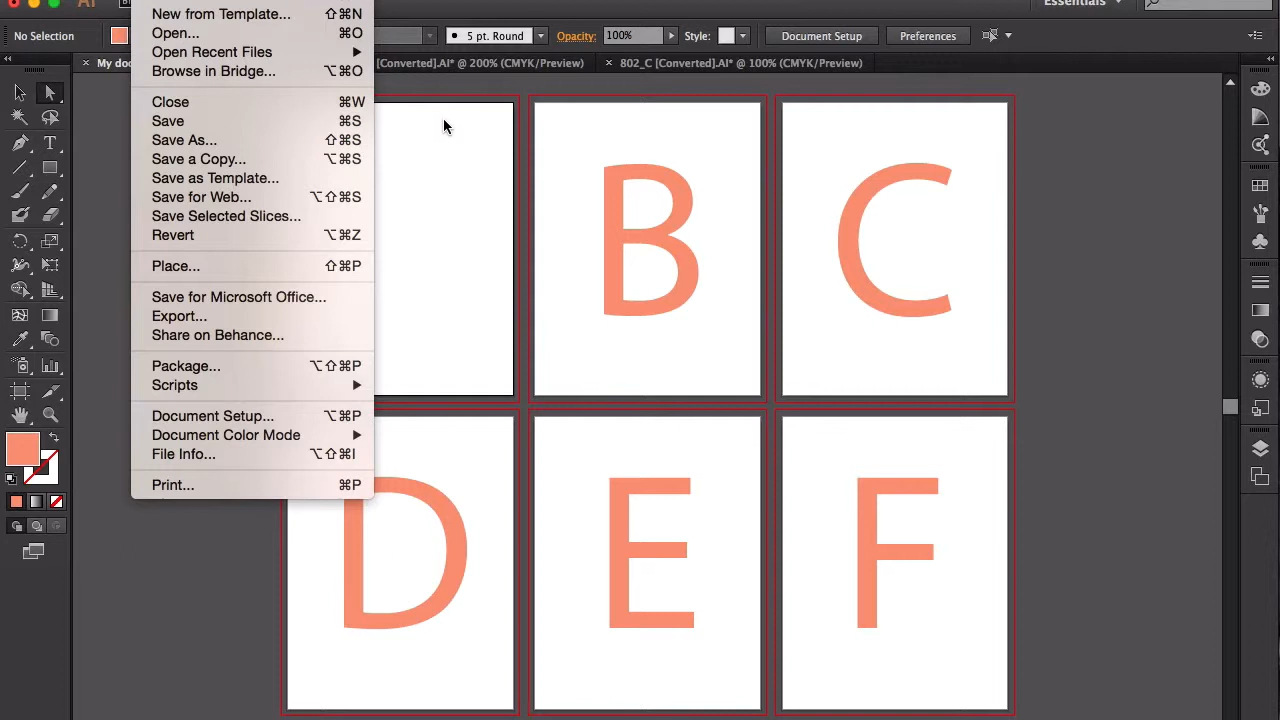 Ai
Br
Essentials
No Selection
5 pt. Round
Opacity:
100%
Style:
Document Setup
Preferences
My doc
[Converted].AI* @ 200% (CMYK/Preview)
802_C [Converted].AI* @ 100% (CMYK/Preview)
New from Template... ⇧⌘N
Open... ⌘O
Open Recent Files
Browse in Bridge... ⌥⌘O
Close ⌘W
Save ⌘S
Save As... ⇧⌘S
Save a Copy... ⌥⌘S
Save as Template...
Save for Web... ⌥⇧⌘S
Save Selected Slices...
Revert ⌥⌘Z
Place... ⇧⌘P
Save for Microsoft Office...
Export...
Share on Behance...
Package... ⌥⇧⌘P
Scripts
Document Setup... ⌥⌘P
Document Color Mode
File Info... ⌥⇧⌘I
Print... ⌘P
B
C
D
E
F